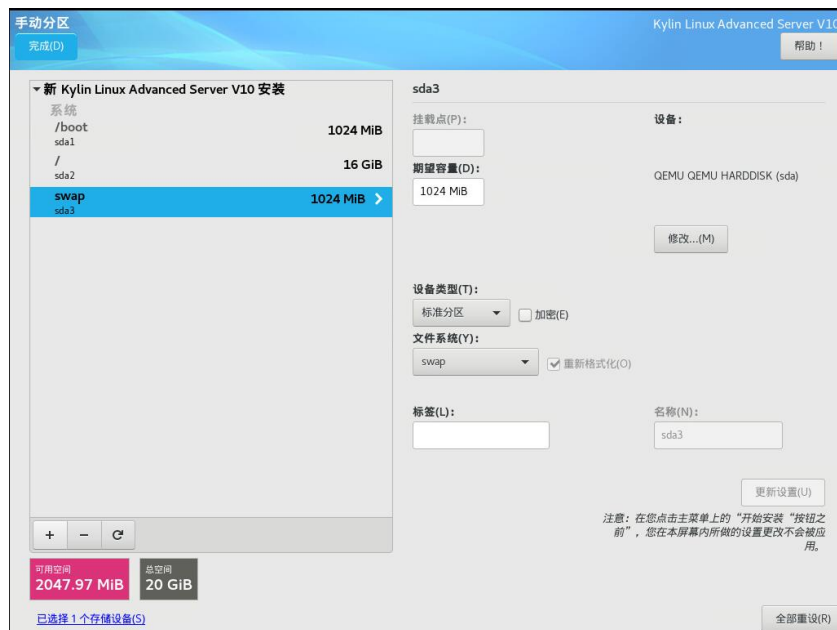 手动分区
Kylin Linux Advanced Server V10
完成(D)
帮助！
新 Kylin Linux Advanced Server V10 安装
系统
/boot
1024 MiB
sda1
/
16 GiB
sda2
swap
1024 MiB
sda3
+ −
可用空间
2047.97 MiB
总空间
20 GiB
已选择 1 个存储设备(S)
sda3
挂载点(P)：
设备：
期望容量(D)：
1024 MiB
QEMU QEMU HARDDISK (sda)
修改...(M)
设备类型(T)：
标准分区
加密(E)
文件系统(Y)：
swap
重新格式化(O)
标签(L)：
名称(N)：
sda3
更新设置(U)
注意：在您点击主菜单上的“开始安装“按钮之
前”，您在本屏幕内所做的设置更改不会被应
用。
全部重设(R)